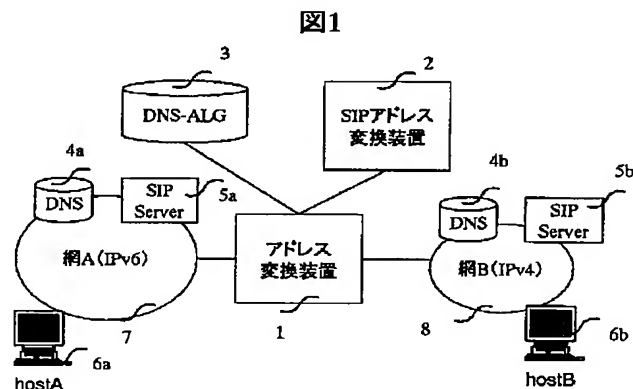 図1
3
2
DNS-ALG
SIPアドレス
変換装置
4a
DNS
SIP
Server
5a
4b
DNS
SIP
Server
5b
網A(IPv6)
アドレス
変換装置
網B(IPv4)
7
1
8
6a
6b
hostA
hostB